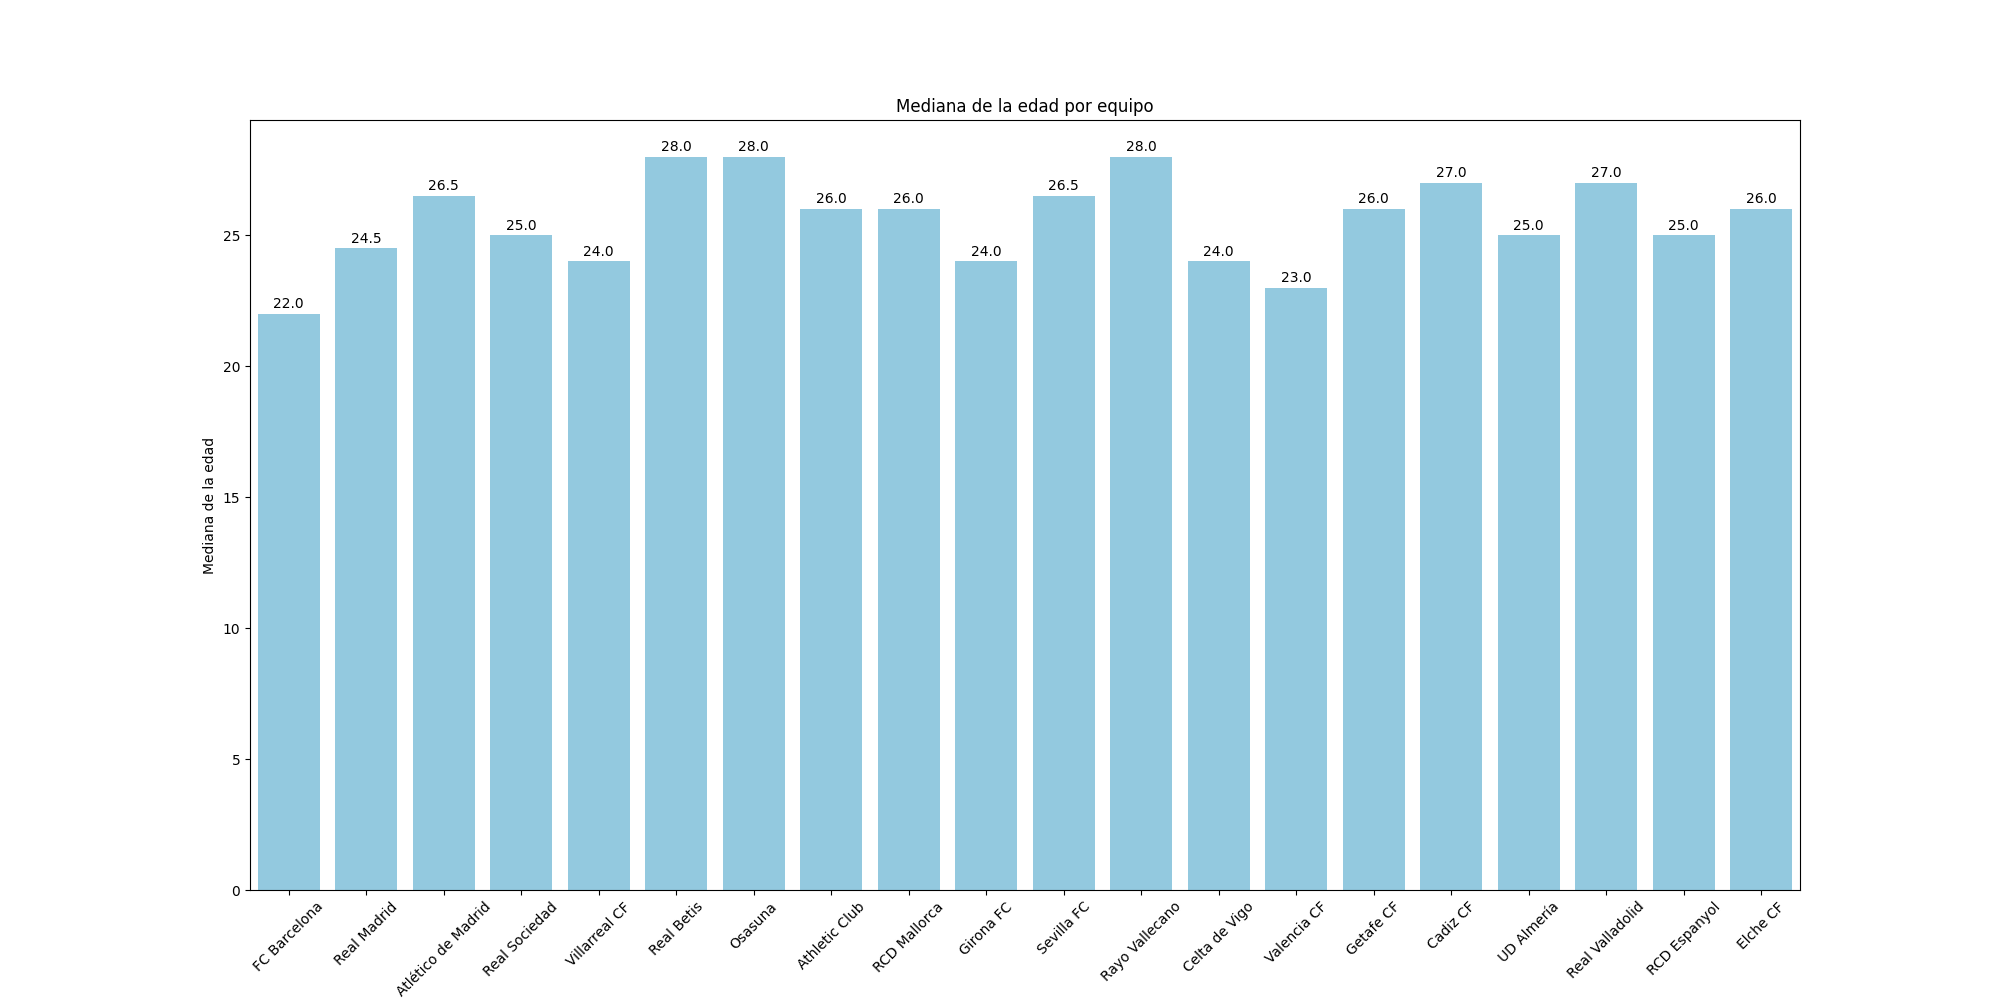 Mediana de la edad por equipo
Mediana de la edad
25
20
15
10
5
0
22.0
24.5
26.5
25.0
24.0
28.0
28.0
26.0
26.0
24.0
26.5
28.0
24.0
23.0
26.0
27.0
25.0
27.0
25.0
26.0
FC Barcelona
Real Madrid
Atlético de Madrid
Real Sociedad
Villarreal CF
Real Betis
Osasuna
Athletic Club
RCD Mallorca
Girona FC
Sevilla FC
Rayo Vallecano
Celta de Vigo
Valencia CF
Getafe CF
Cadiz CF
UD Almería
Real Valladolid
RCD Espanyol
Elche CF